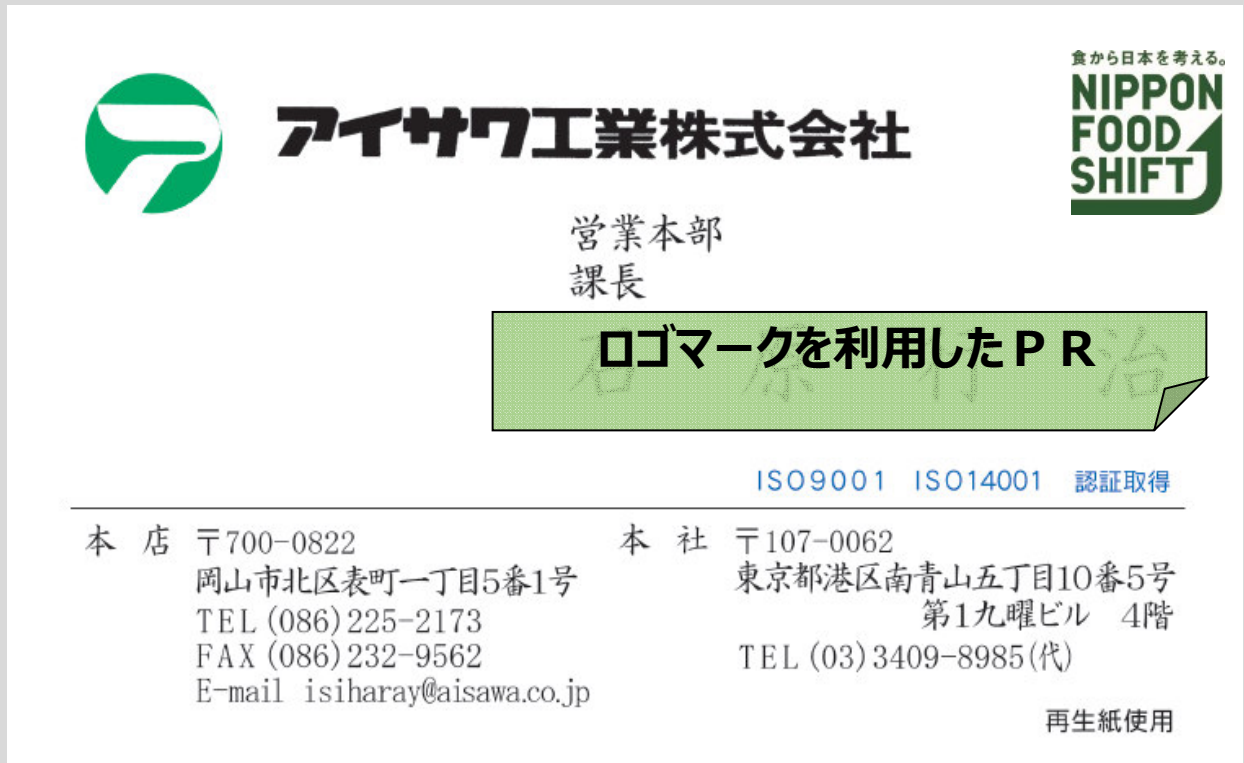 アイサワ工業株式会社
食から日本を考える。
NIPPON
FOOD
SHIFT
営業本部
課長
ロゴマークを利用したPR
ISO9001 ISO14001 認証取得
本店 〒700-0822
岡山市北区表町一丁目5番1号
TEL(086)225-2173
FAX(086)232-9562
E-mail isiharay@aisawa.co.jp
本社 〒107-0062
東京都港区南青山五丁目10番5号
第1九曜ビル 4階
TEL(03)3409-8985(代)
再生紙使用